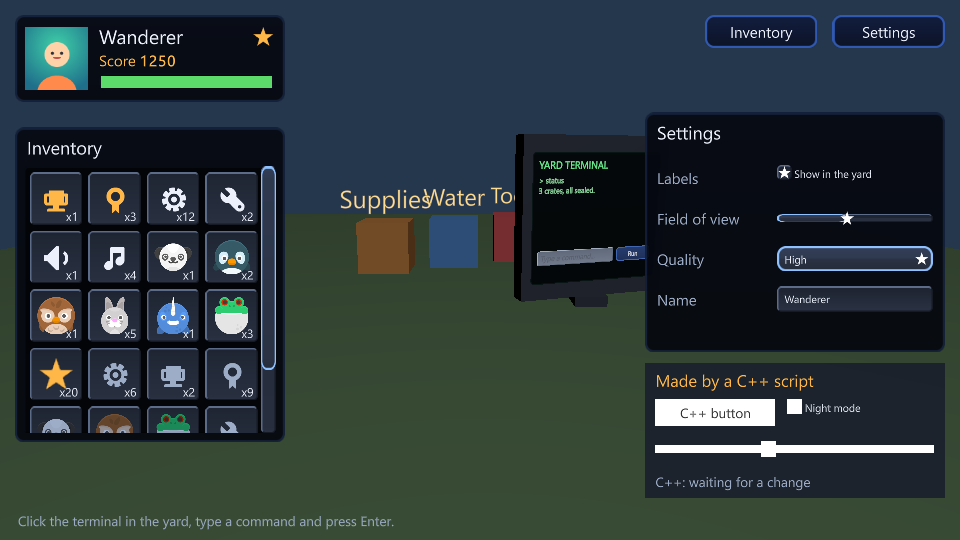 Wanderer
Score 1250
Inventory
Settings
Inventory
x1
x3
x12
x2
x1
x4
x1
x2
x1
x5
x1
x3
x20
x6
x2
x9
Supplies
Water
To
YARD TERMINAL
> status
3 crates, all sealed.
Type a command
Run
Settings
Labels
Show in the yard
Field of view
Quality
High
Name
Wanderer
Made by a C++ script
C++ button
Night mode
C++: waiting for a change
Click the terminal in the yard, type a command and press Enter.